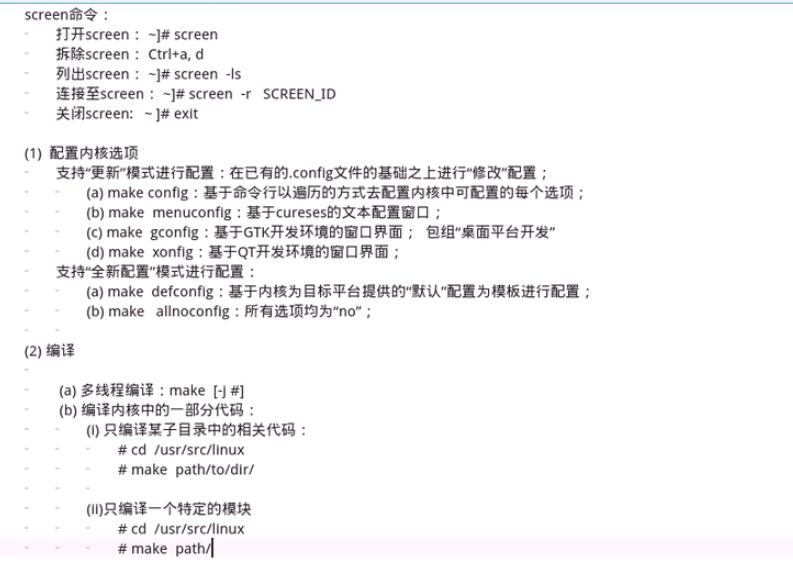 screen命令：
- 打开screen： ~]# screen
- 拆除screen： Ctrl+a, d
- 列出screen： ~]# screen -ls
- 连接至screen： ~]# screen -r SCREEN_ID
- 关闭screen: ~ ]# exit
(1) 配置内核选项
- 支持“更新”模式进行配置：在已有的.config文件的基础之上进行“修改”配置；
- - (a) make config：基于命令行以遍历的方式去配置内核中可配置的每个选项；
- - (b) make menuconfig：基于cureses的文本配置窗口；
- - (c) make gconfig：基于GTK开发环境的窗口界面； 包组“桌面平台开发”
- - (d) make xonfig：基于QT开发环境的窗口界面；
- 支持“全新配置”模式进行配置：
- - (a) make defconfig：基于内核为目标平台提供的“默认”配置为模板进行配置；
- - (b) make allnoconfig：所有选项均为“no”；
- -
(2) 编译
-
- (a) 多线程编译：make [-j #]
- (b) 编译内核中的一部分代码：
- - (i) 只编译某子目录中的相关代码：
- - - # cd /usr/src/linux
- - - # make path/to/dir/
- - -
- - (ii)只编译一个特定的模块
- - - # cd /usr/src/linux
- - - # make path/